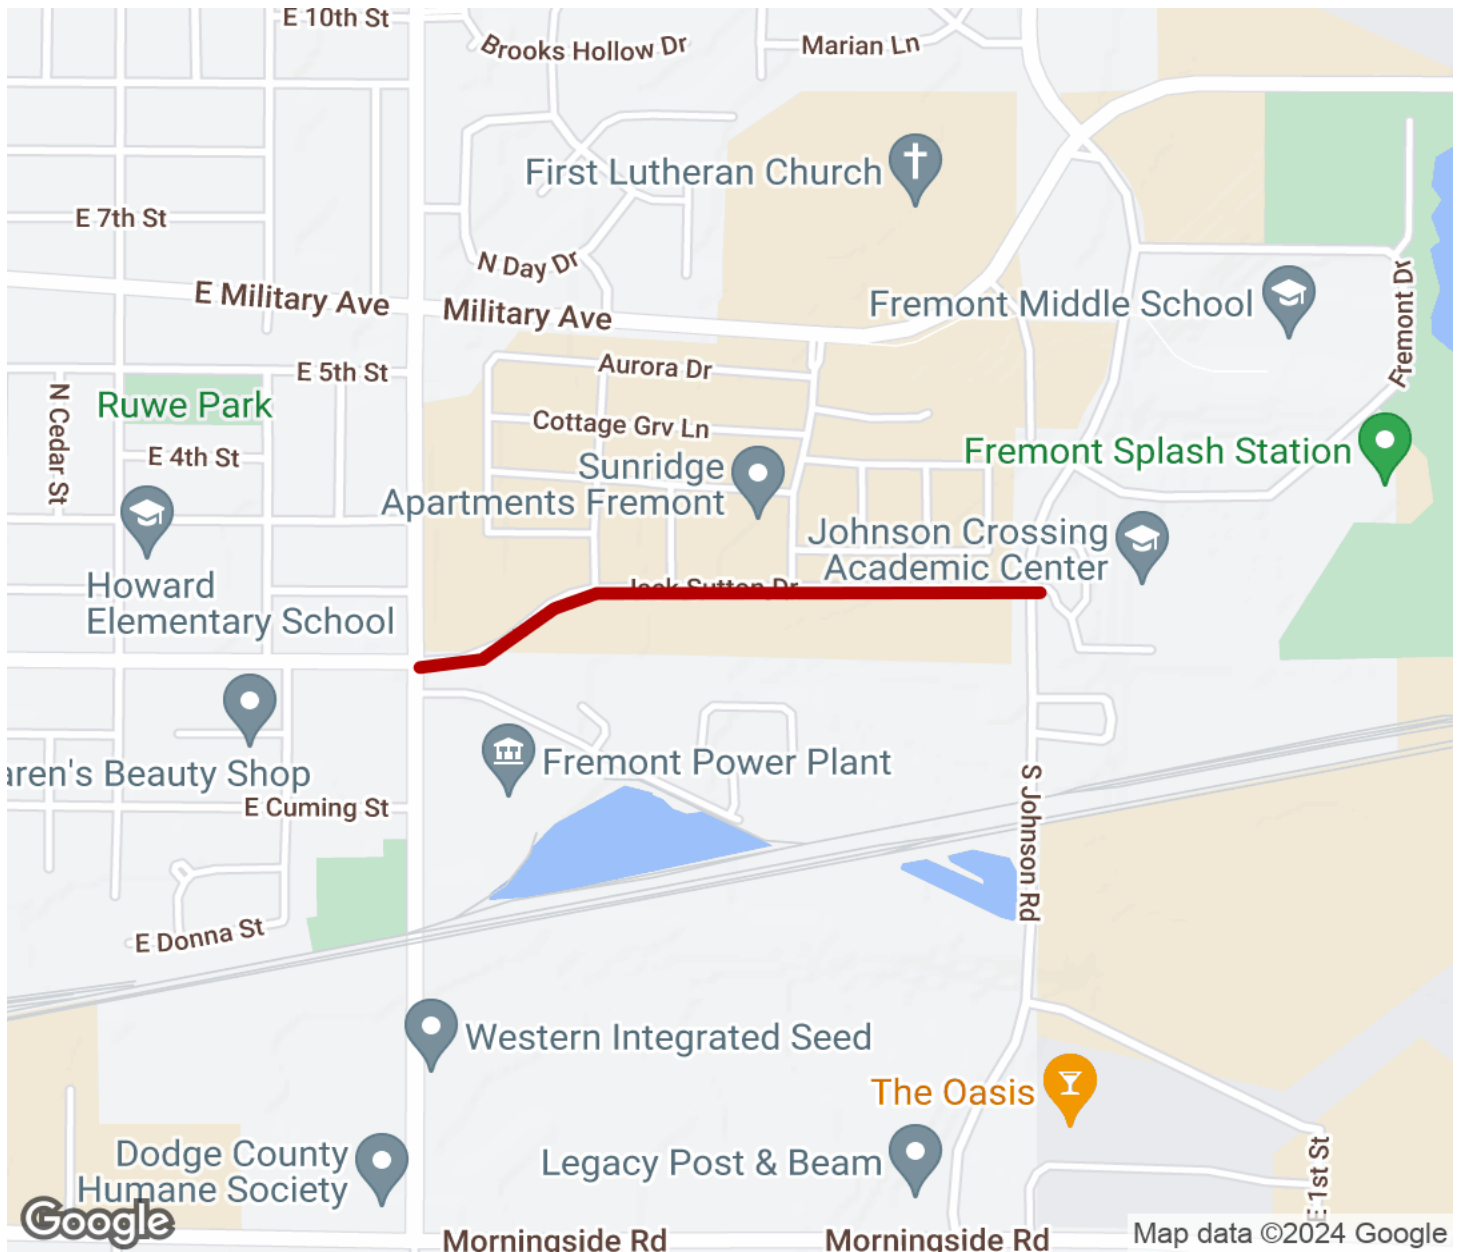 E 10th St
Brooks Hollow Dr
Marian Ln
First Lutheran Church
E 7th St
N Day Dr
E Military Ave
Military Ave
Fremont Middle School
Fremont Dr
E 5th St
Aurora Dr
N Cedar St
Ruwe Park
Cottage Grv Ln
E 4th St
Fremont Splash Station
Sunridge
Apartments Fremont
Johnson Crossing
Academic Center
Jack Sutton Dr
Howard
Elementary School
aren's Beauty Shop
Fremont Power Plant
E Cuming St
S Johnson Rd
E Donna St
Western Integrated Seed
The Oasis
Dodge County
Humane Society
Legacy Post & Beam
E 1st St
Google
Morningside Rd
Morningside Rd
Map data ©2024 Google